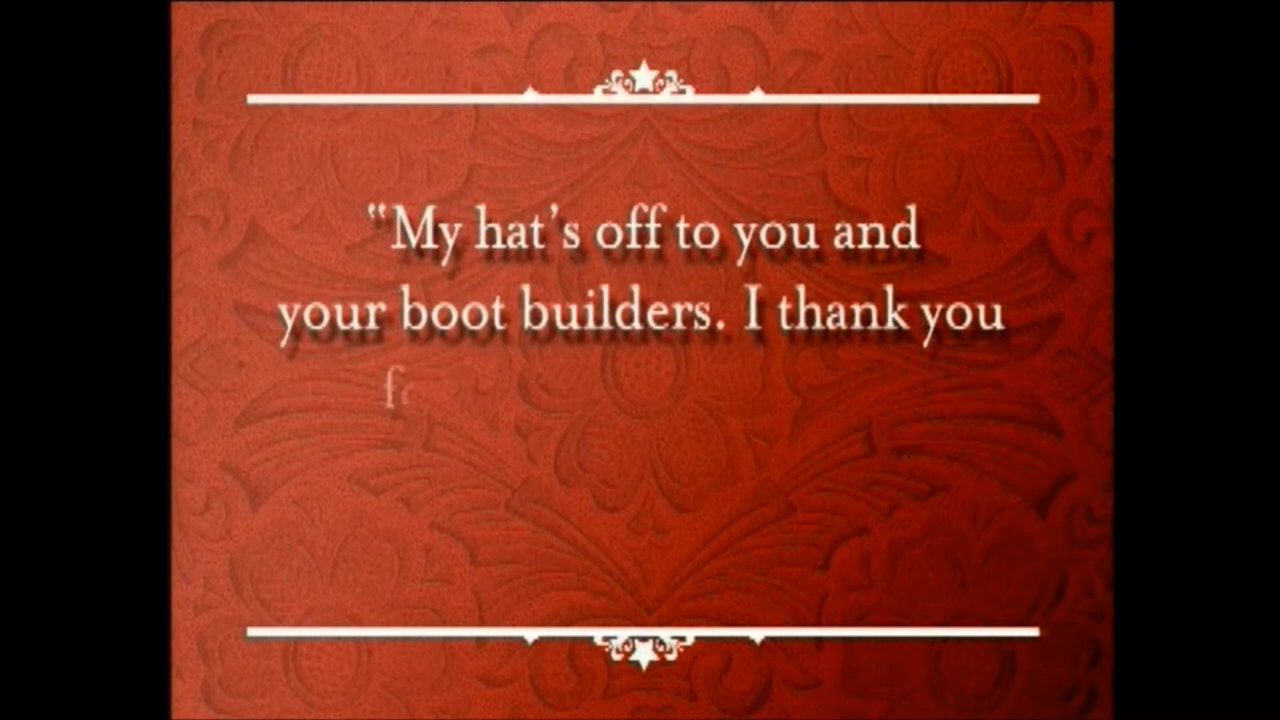 “My hat’s off to you and
your boot builders. I thank you